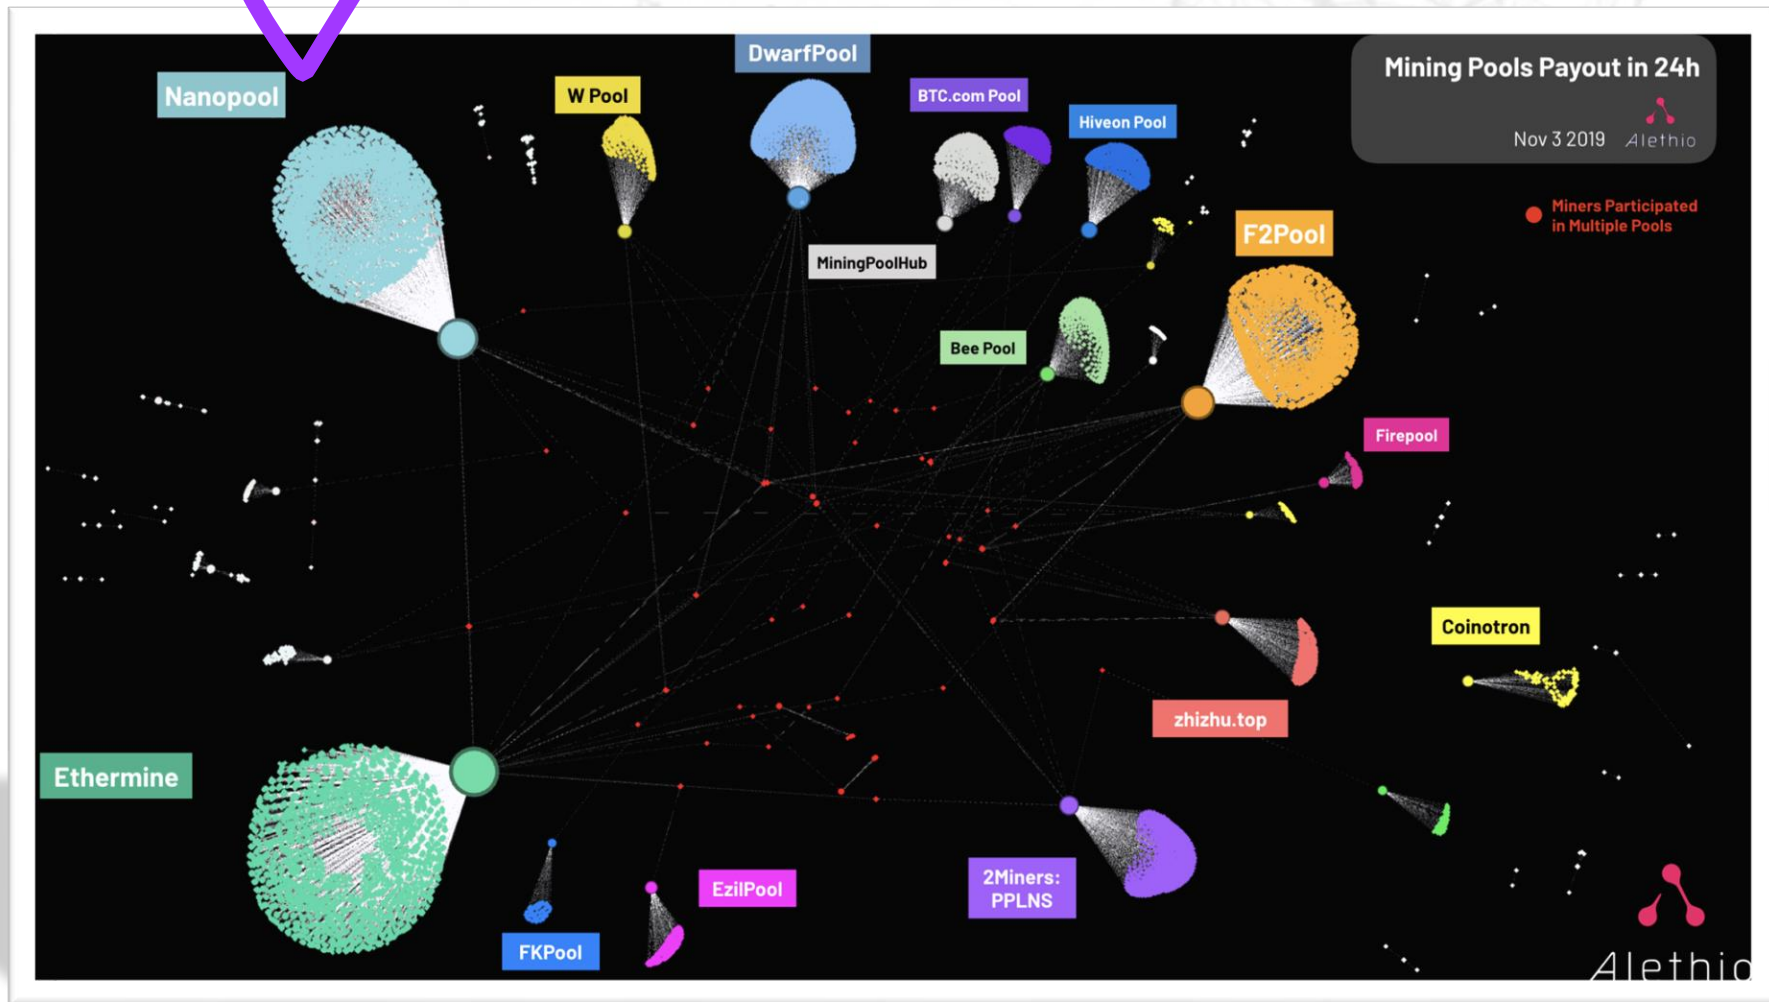 Mining Pools Payout in 24h
Nov 3 2019 Alethio
Miners Participated
in Multiple Pools
Nanopool
W Pool
DwarfPool
BTC.com Pool
Hiveon Pool
MiningPoolHub
F2Pool
Bee Pool
Firepool
Coinotron
zhizhu.top
Ethermine
2Miners:
PPLNS
EzilPool
FKPool
Alethio